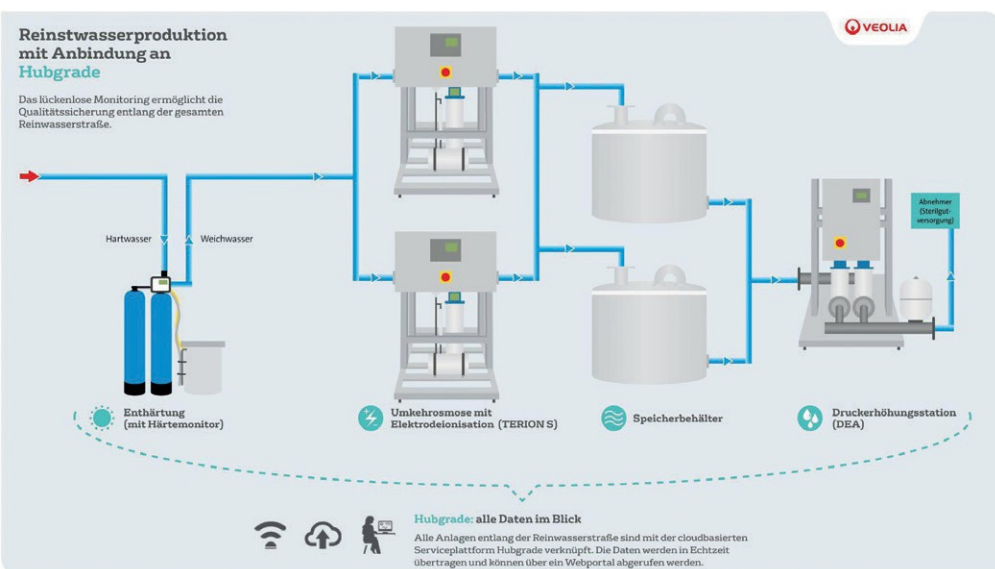 Reinstwasserproduktion
mit Anbindung an
Hubgrade
VEOLIA
Das lückenlose Monitoring ermöglicht die
Qualitätssicherung entlang der gesamten
Reinwasserstraße.
Hartwasser
Weichwasser
Abnehmer
(Sterilgut-
versorgung)
Enthärtung
(mit Härtemonitor)
Umkehrosmose mit
Elektrodeionisation (TERION S)
Speicherbehälter
Druckerhöhungsstation
(DEA)
Hubgrade: alle Daten im Blick
Alle Anlagen entlang der Reinwasserstraße sind mit der cloudbasierten
Serviceplattform Hubgrade verknüpft. Die Daten werden in Echtzeit
übertragen und können über ein Webportal abgerufen werden.